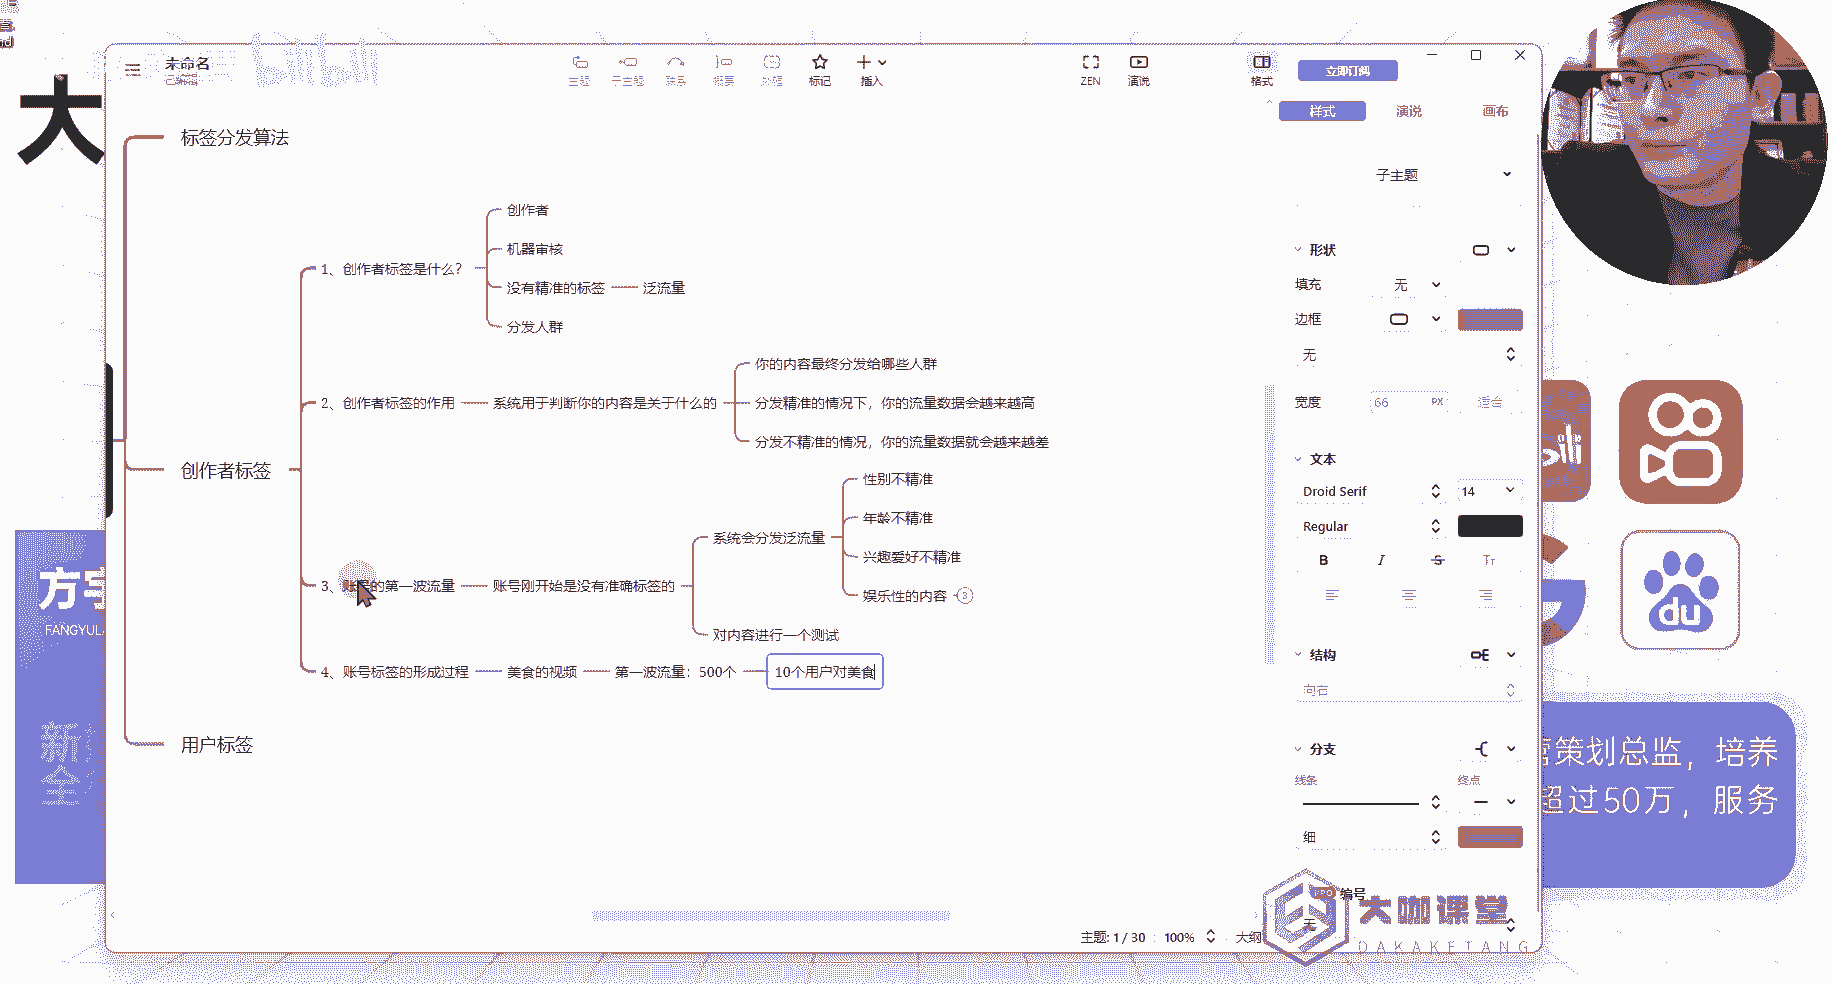 大
bilibili
未命名
已编辑
主题
子主题
联系
概要
外框
标记
插入
ZEN
演说
格式
立即订阅
样式
演说
画布
标签分发算法
子主题
创作者
机器审核
1、创作者标签是什么？
没有精准的标签
泛流量
分发人群
形状
填充
无
边框
无
你的内容最终分发给哪些人群
2、创作者标签的作用
系统用于判断你的内容是关于什么的
分发精准的情况下，你的流量数据会越来越高
分发不精准的情况，你的流量数据就会越来越差
宽度
66
PX
适合
创作者标签
文本
Droid Serif
14
Regular
B
I
S
Tт
性别不精准
年龄不精准
系统会分发泛流量
兴趣爱好不精准
3、账号的第一波流量
账号刚开始是没有准确标签的
娱乐性的内容
3
对内容进行一个测试
4、账号标签的形成过程
美食的视频
第一波流量：500个
10个用户对美食
结构
向右
用户标签
分支
线条
终点
细
编号
无
主题: 1 / 30
100%
大纲
方宇
FANGYUL
新
全
du
营策划总监，培养
超过50万，服务
大咖课堂
DAKAKETANG